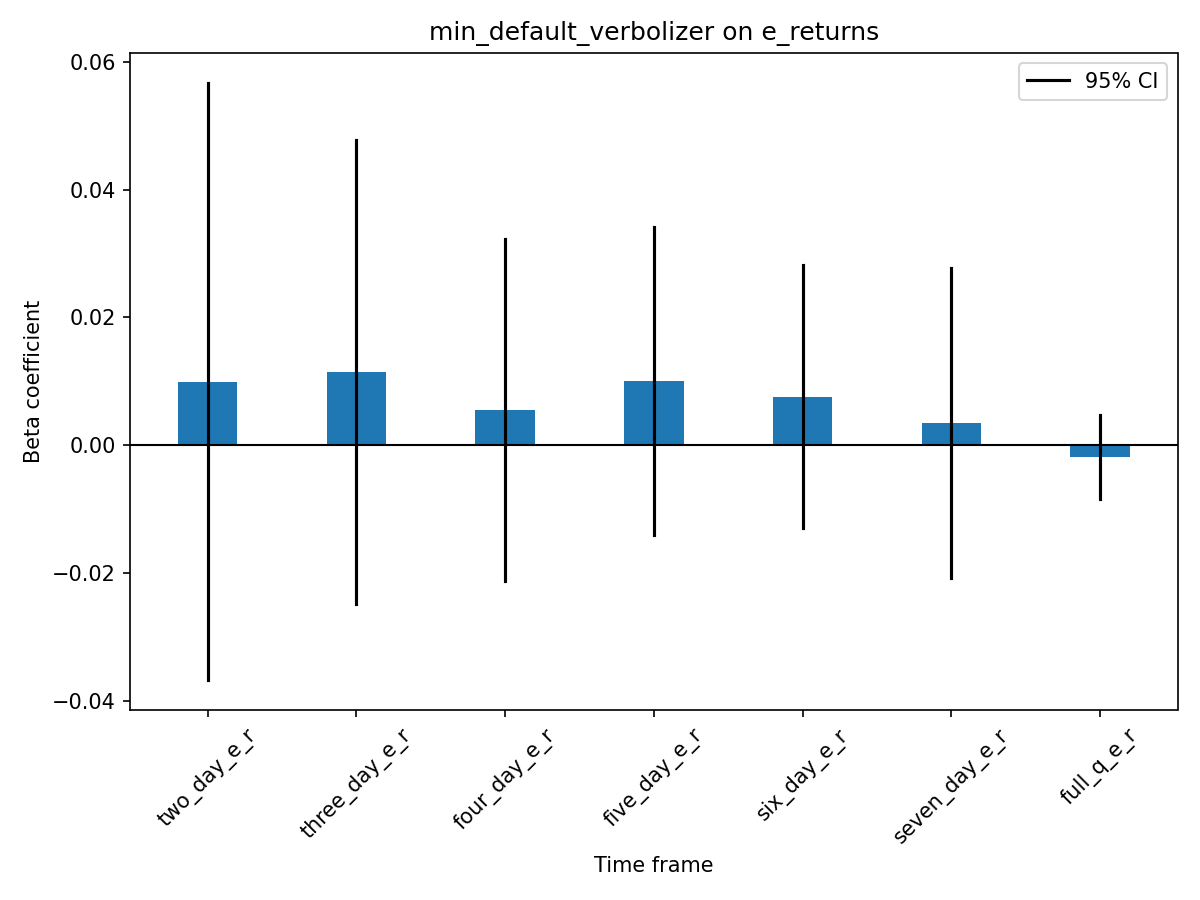 min_default_verbolizer on e_returns
95% CI
Beta coefficient
0.06
0.04
0.02
0.00
−0.02
−0.04
two_day_e_r
three_day_e_r
four_day_e_r
five_day_e_r
six_day_e_r
seven_day_e_r
full_q_e_r
Time frame